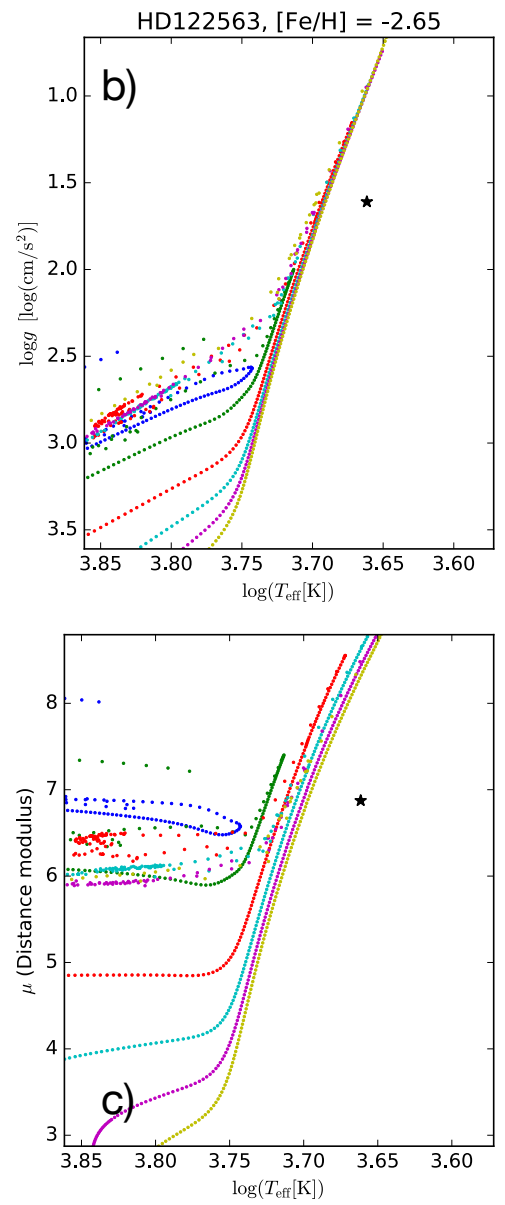 HD122563, [Fe/H] = -2.65
b)
1.0
1.5
2.0
2.5
3.0
3.5
log g [log(cm/s²)]
3.85 3.80 3.75 3.70 3.65 3.60
log(T_eff[K])
8
7
6
5
4
3
μ (Distance modulus)
c)
3.85 3.80 3.75 3.70 3.65 3.60
log(T_eff[K])